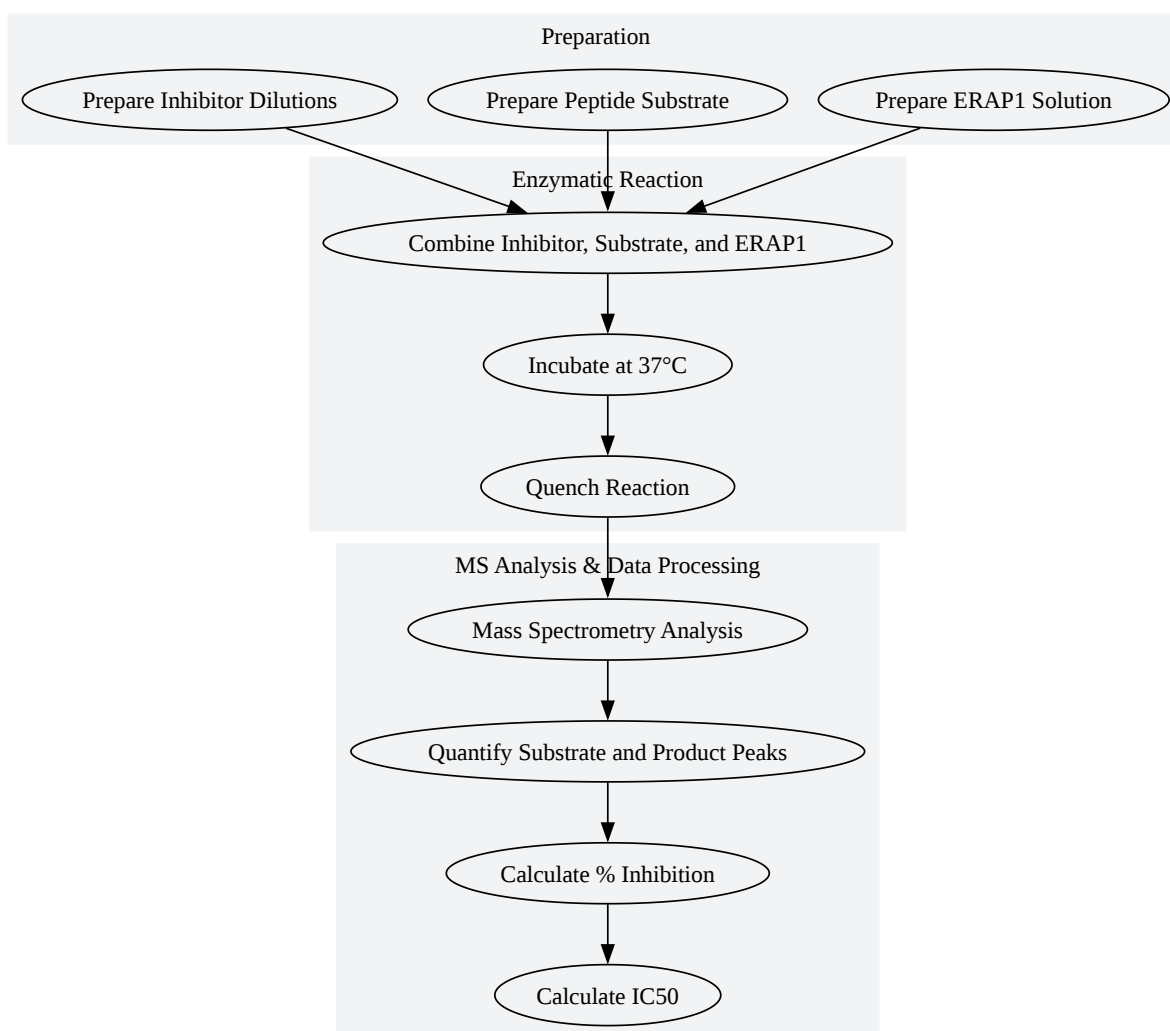 Preparation
Prepare Inhibitor Dilutions
Prepare Peptide Substrate
Prepare ERAP1 Solution
Enzymatic Reaction
Combine Inhibitor, Substrate, and ERAP1
Incubate at 37°C
Quench Reaction
MS Analysis & Data Processing
Mass Spectrometry Analysis
Quantify Substrate and Product Peaks
Calculate % Inhibition
Calculate IC50